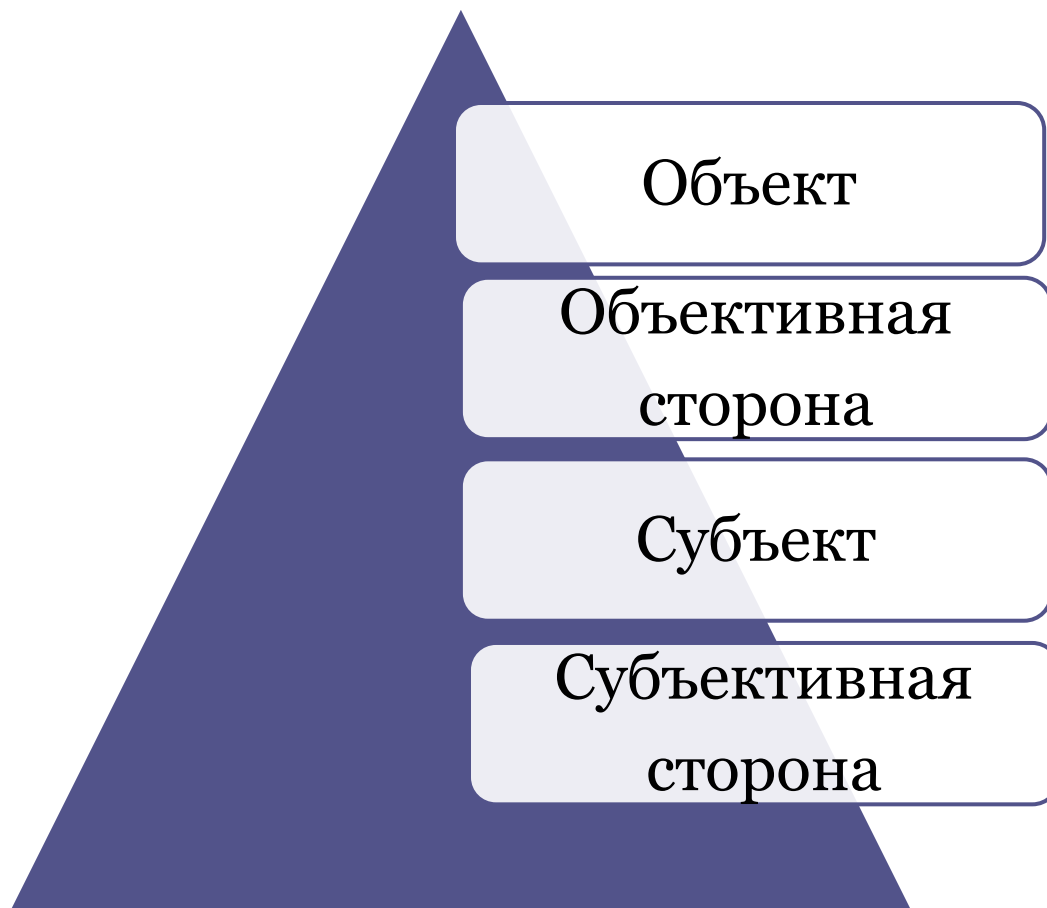 Объект
Объективная
сторона
Субъект
Субъективная
сторона